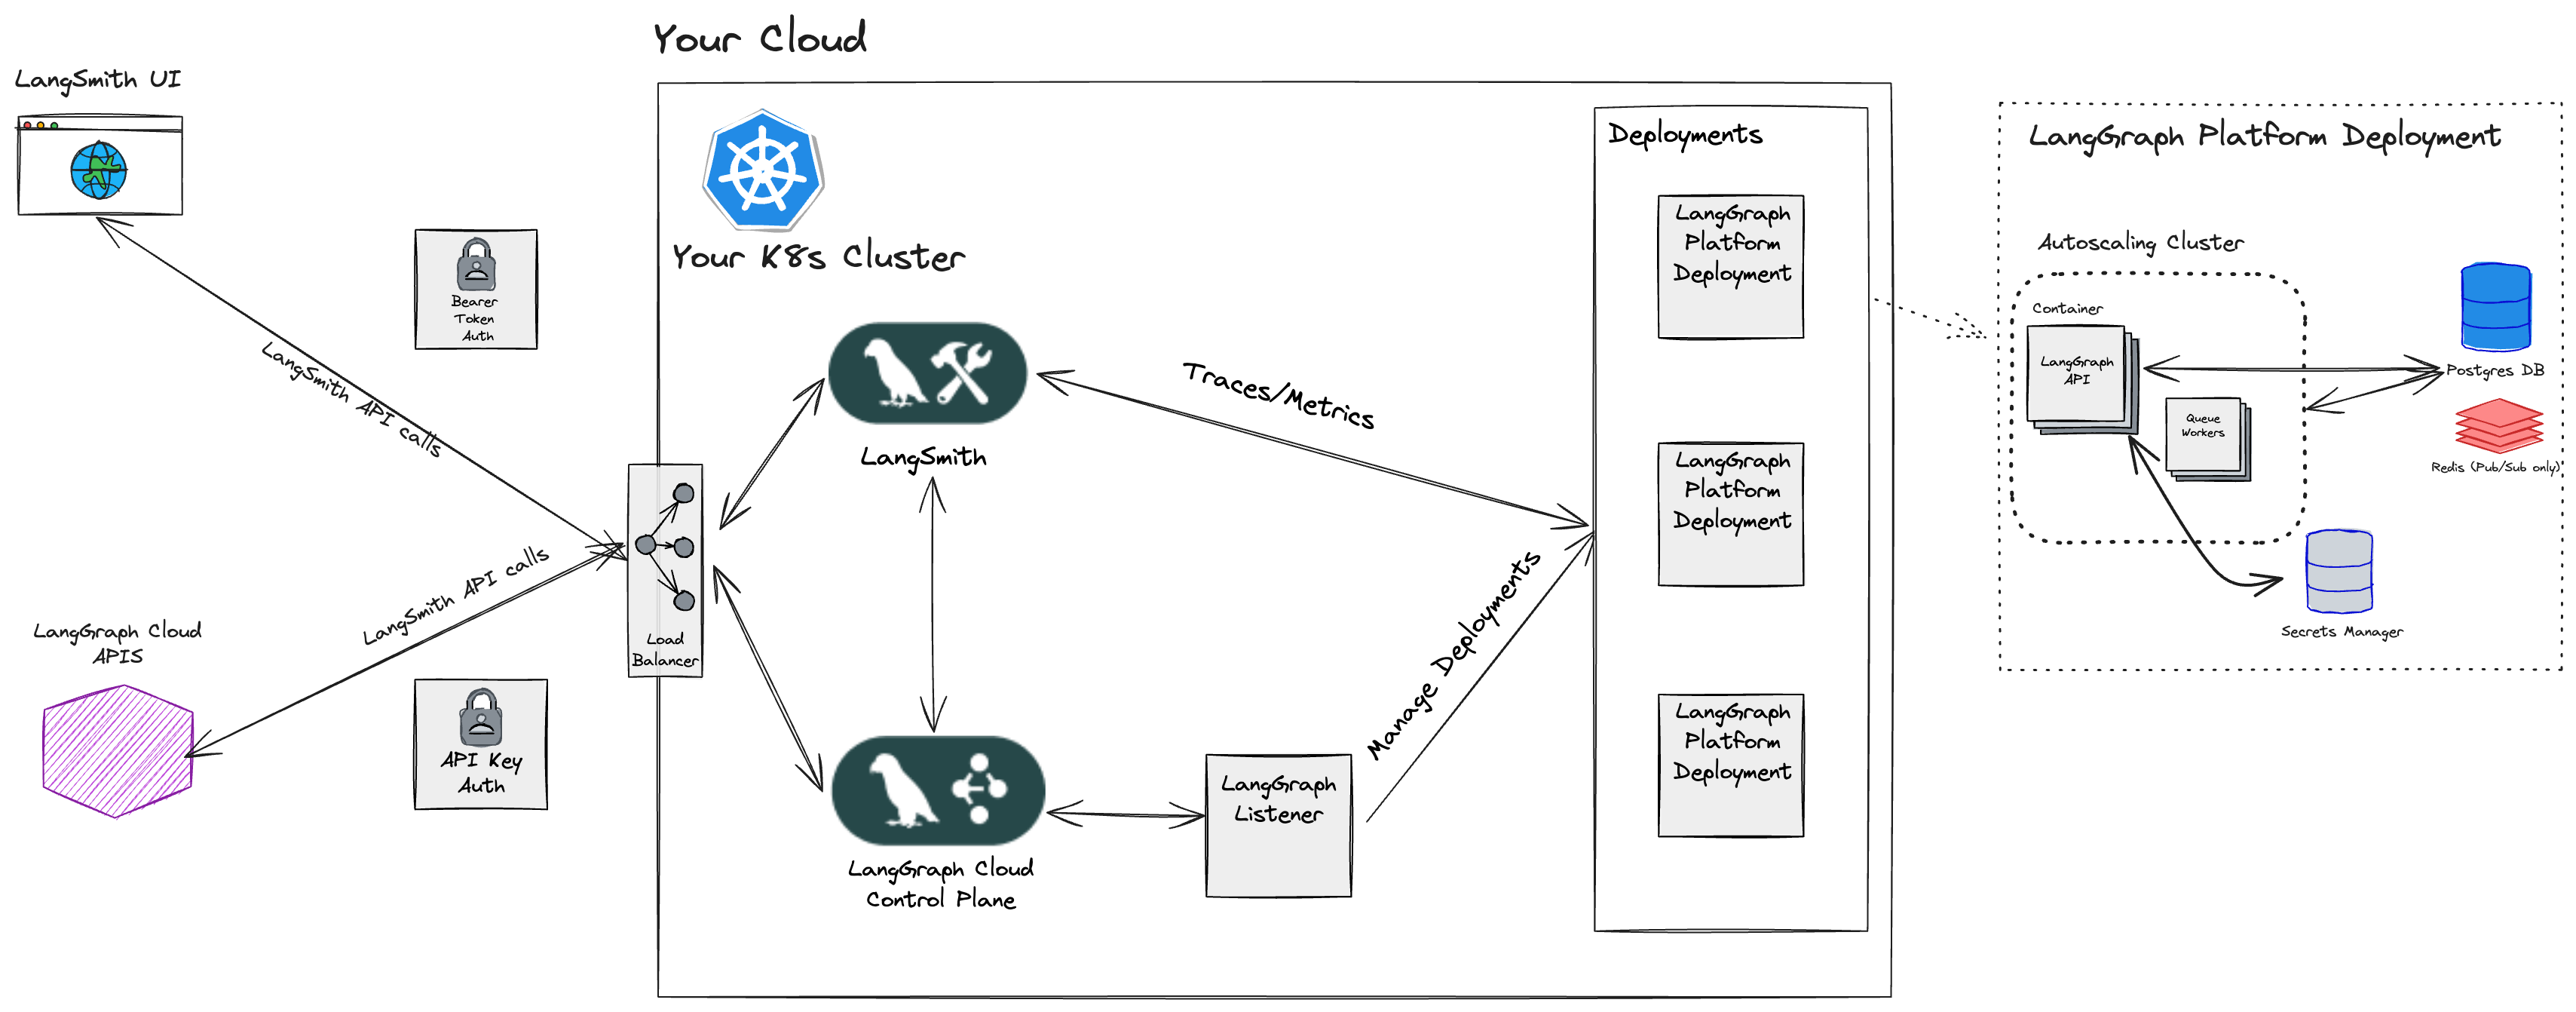 Your Cloud
LangSmith UI
Bearer
Token
Auth
LangSmith API calls
LangGraph Cloud
APIS
LangSmith API calls
API Key
Auth
Load
Balancer
Your K8s Cluster
LangSmith
LangGraph Cloud
Control Plane
LangGraph
Listener
Traces/Metrics
Manage Deployments
Deployments
LangGraph
Platform
Deployment
LangGraph
Platform
Deployment
LangGraph
Platform
Deployment
LangGraph Platform Deployment
Autoscaling Cluster
Container
LangGraph
API
Queue
Workers
Postgres DB
Redis (Pub/Sub only)
Secrets Manager